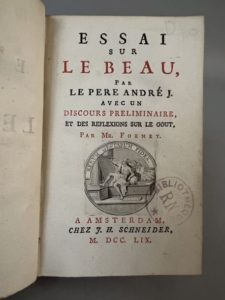 ESSAI
SUR
LE BEAU,
PAR
LE PERE ANDRÉ J.
AVEC UN
DISCOURS PRELIMINAIRE,
ET DES REFLEXIONS SUR LE GOUT,
PAR MR. FORMEY.
A AMSTERDAM,
CHEZ J. H. SCHNEIDER,
M. DCC. LIX.